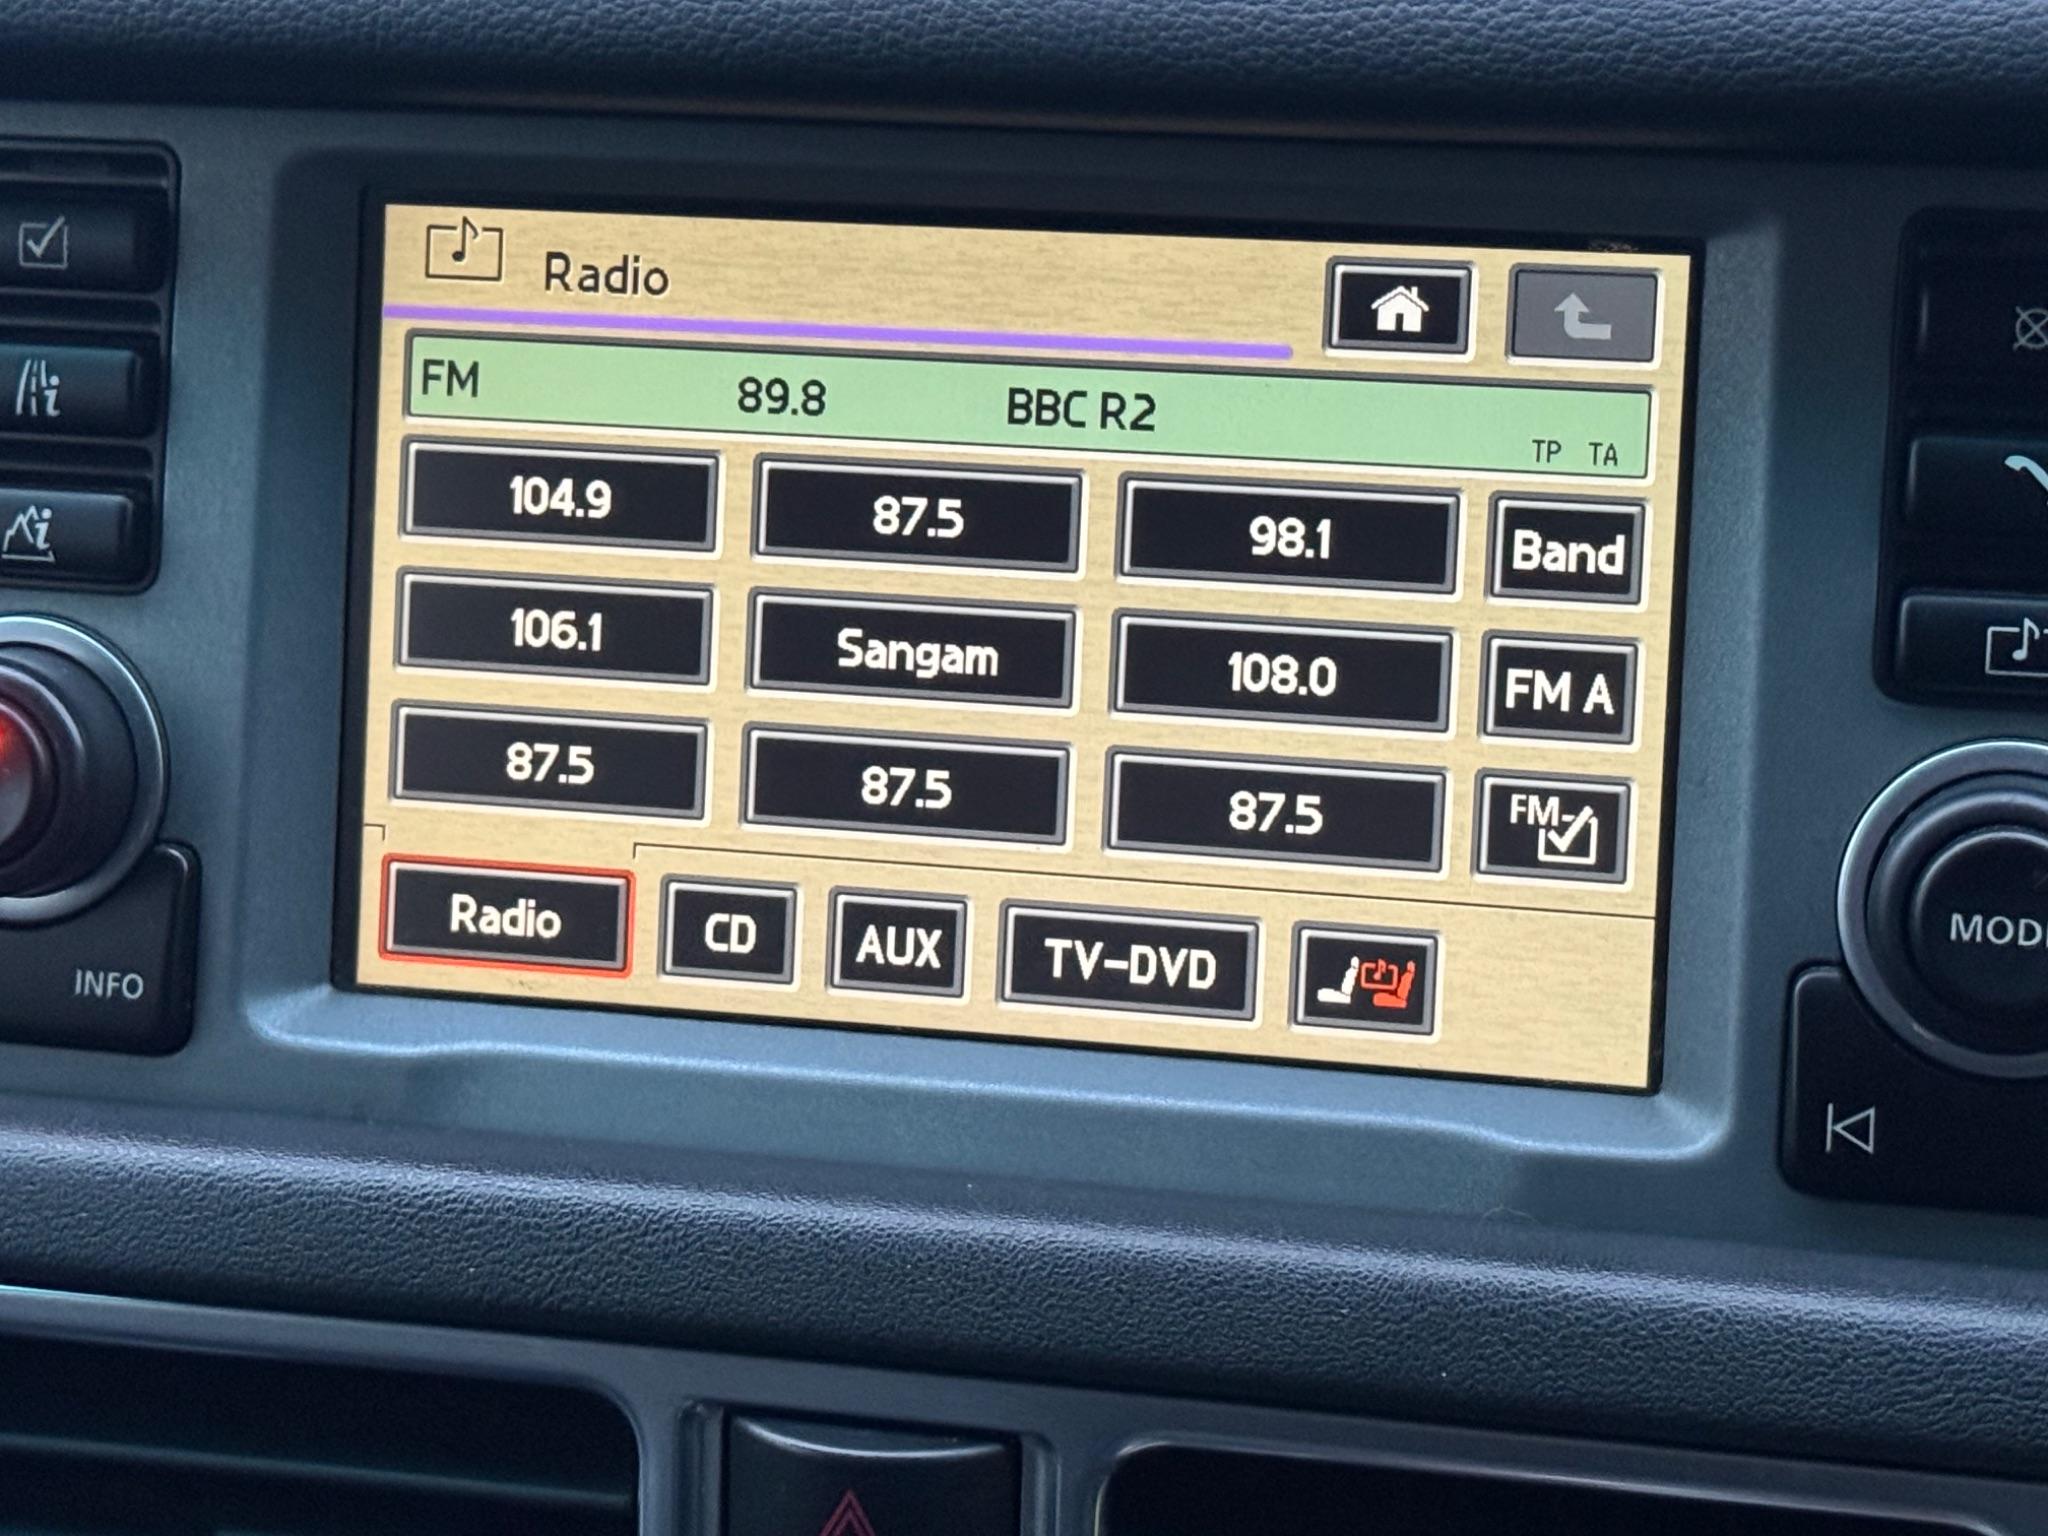 Radio
FM 89.8 BBC R2
TP TA
104.9 87.5 98.1 Band
106.1 Sangam 108.0 FM A
87.5 87.5 87.5 FM-
Radio CD AUX TV-DVD
INFO
MOD